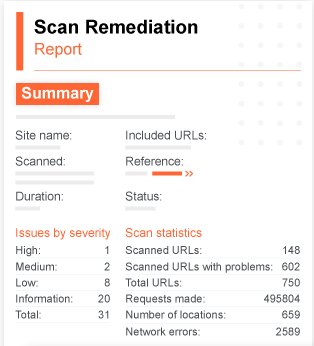 Scan Remediation
Report
Summary
Site name:
Included URLs:
Scanned:
Reference:
Duration:
Status:
Issues by severity
High: 1
Medium: 2
Low: 8
Information: 20
Total: 31
Scan statistics
Scanned URLs: 148
Scanned URLs with problems: 602
Total URLs: 750
Requests made: 495804
Number of locations: 659
Network errors: 2589